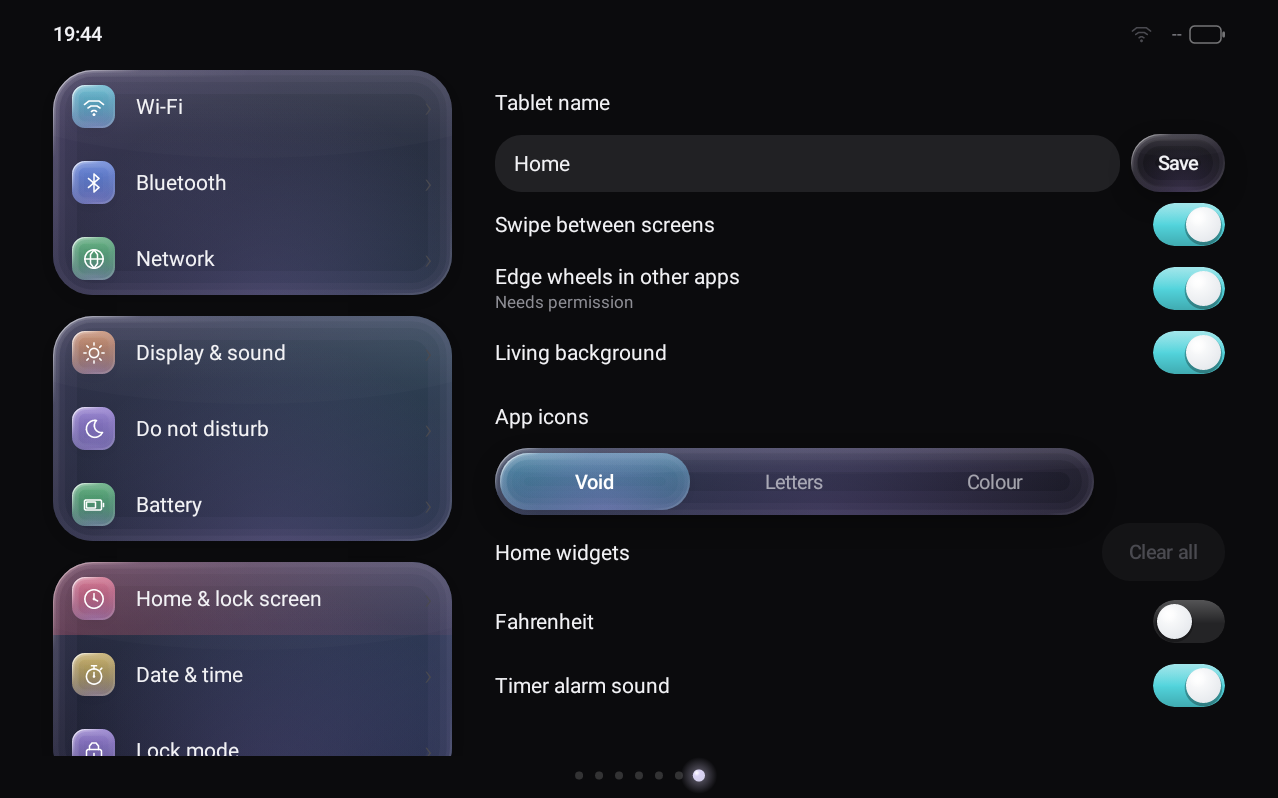 19:44
--
Wi-Fi
Bluetooth
Network
Display & sound
Do not disturb
Battery
Home & lock screen
Date & time
Lock mode
Tablet name
Home
Save
Swipe between screens
Edge wheels in other apps
Needs permission
Living background
App icons
Void Letters Colour
Home widgets
Clear all
Fahrenheit
Timer alarm sound